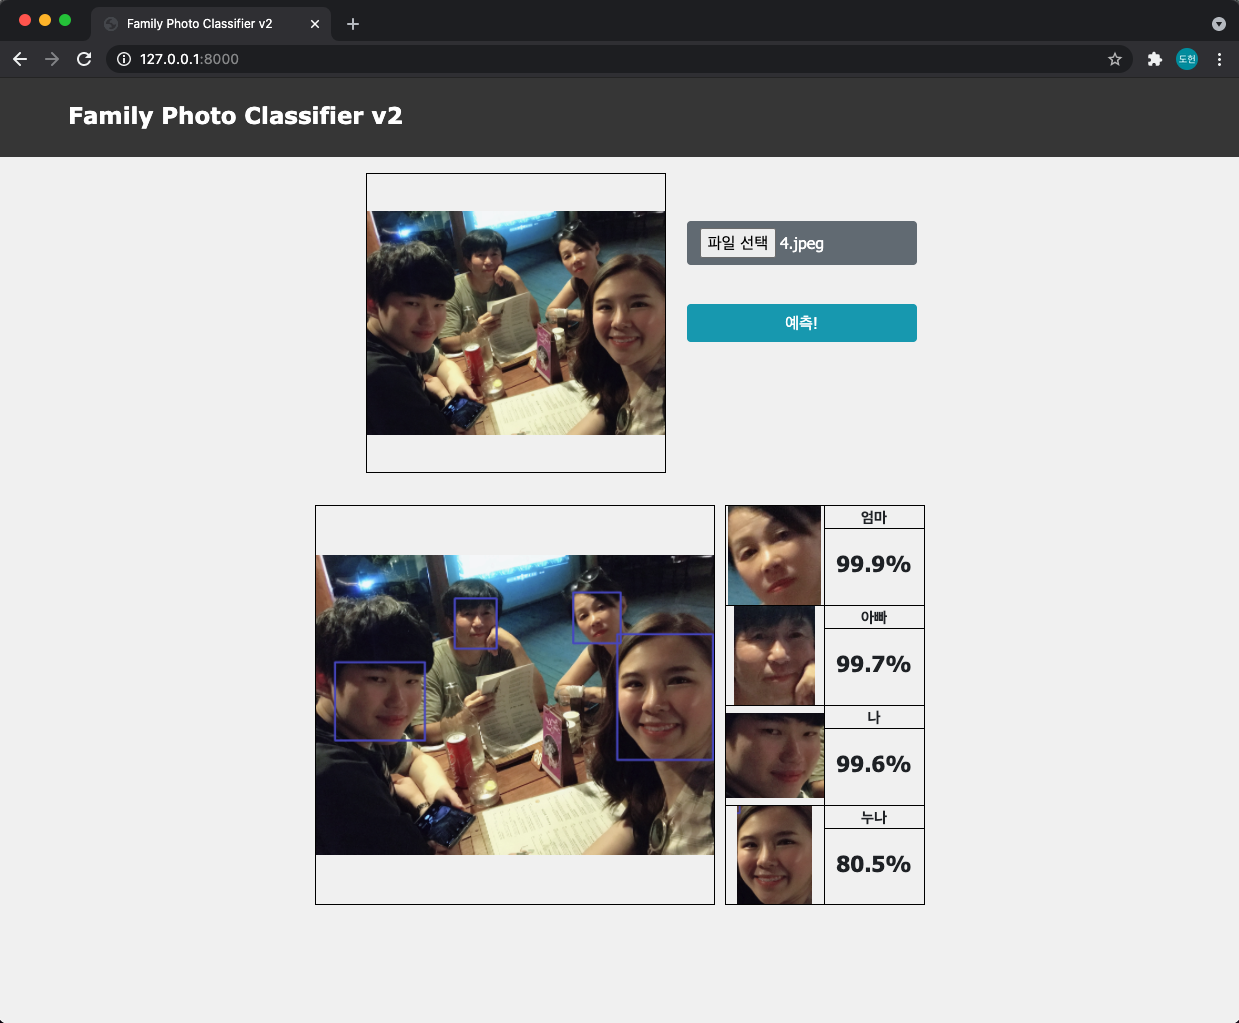 Family Photo Classifier v2
127.0.0.1:8000
도헌
Family Photo Classifier v2
파일 선택 4.jpeg
예측!
엄마
99.9%
아빠
99.7%
나
99.6%
누나
80.5%